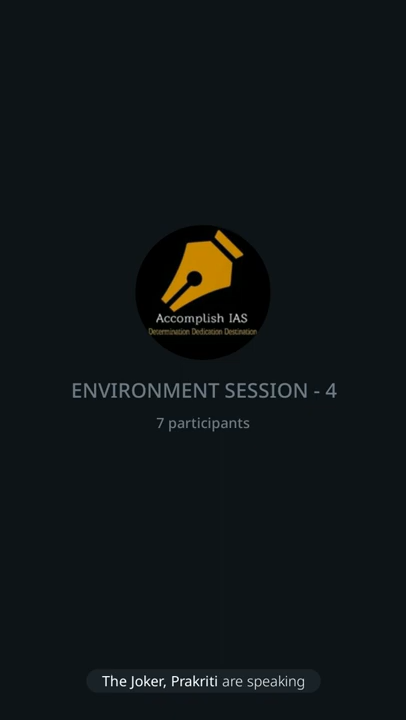 Accomplish IAS
Determination Dedication Destination
ENVIRONMENT SESSION - 4
7 participants
The Joker, Prakriti are speaking